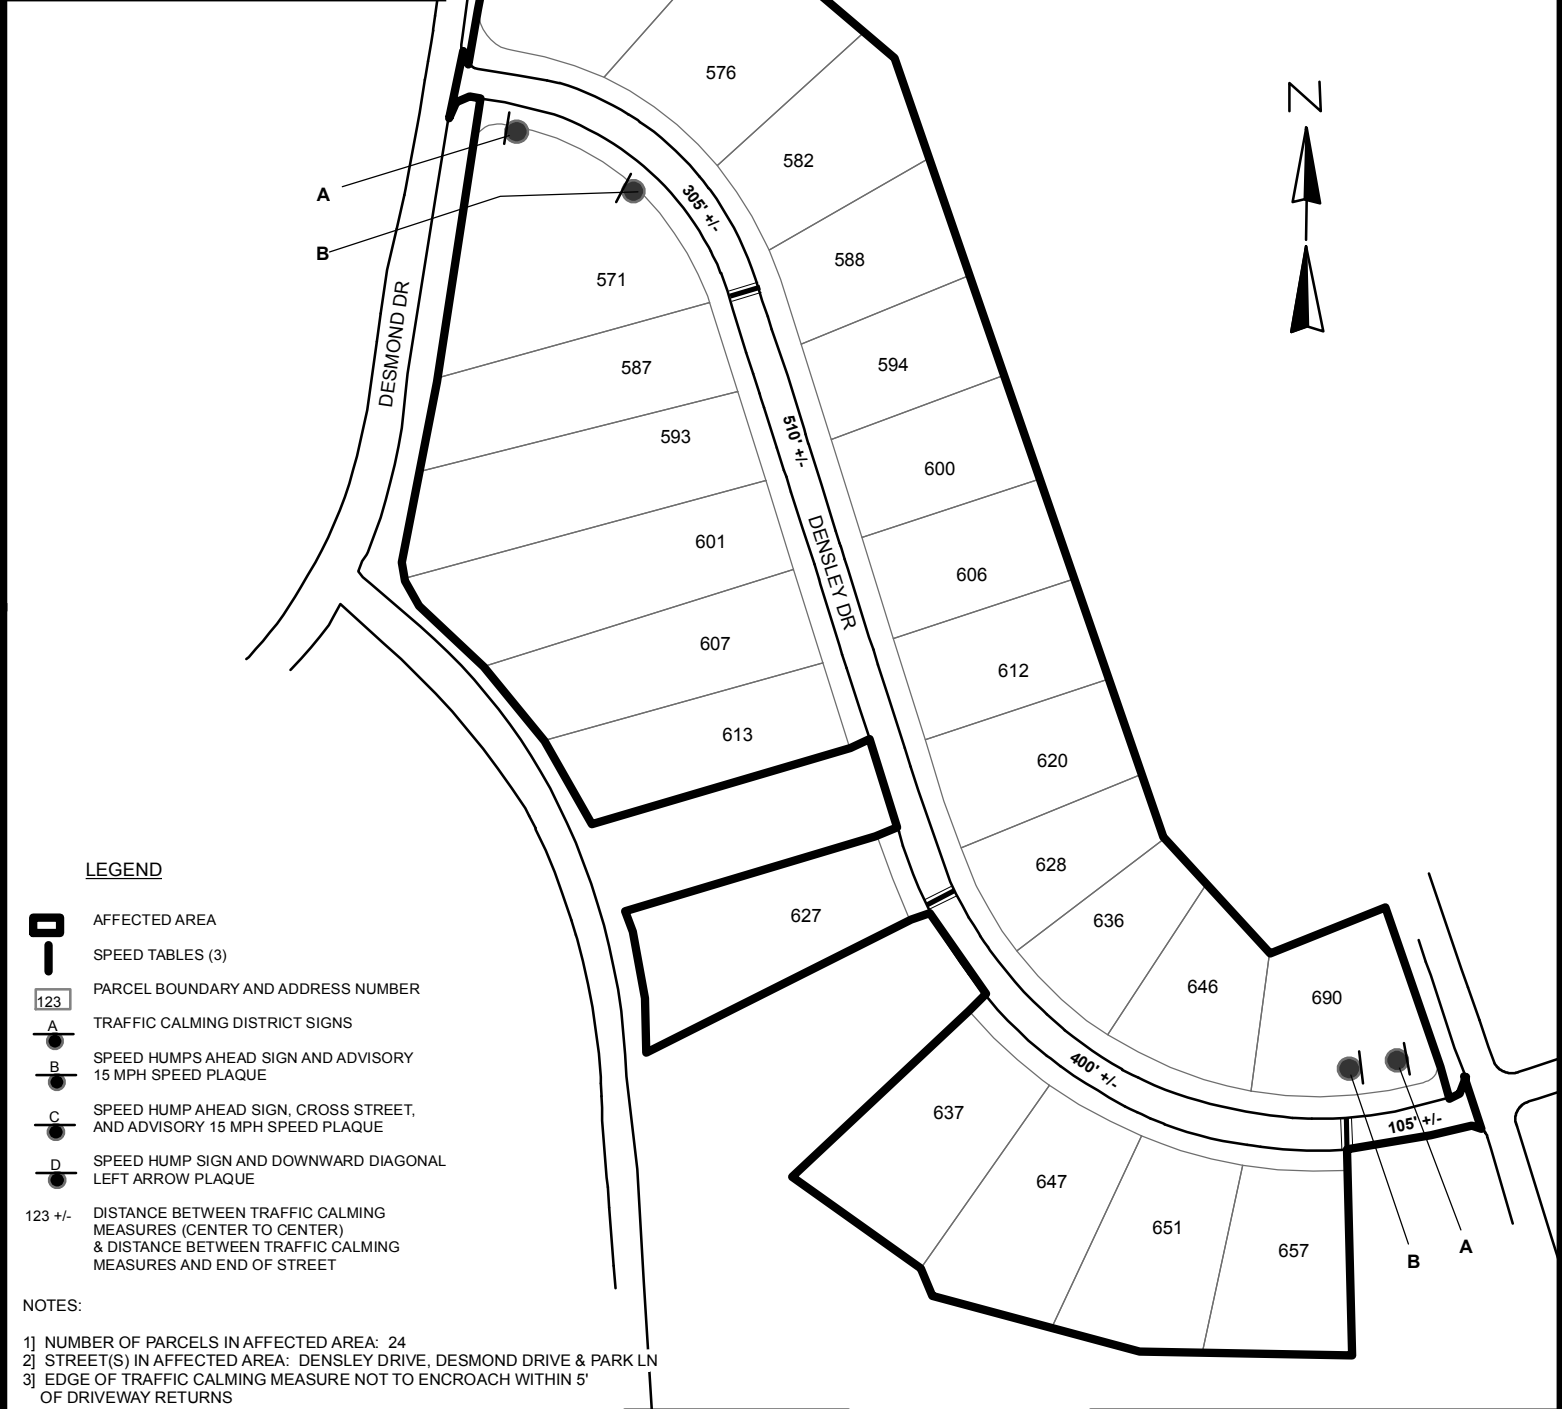 N
576
582
588
594
600
606
612
620
628
636
646
690
A
B
571
587
593
601
607
613
627
637
647
651
657
305' +/-
510' +/-
400' +/-
105' +/-
DESMOND DR
DENSLEY DR
B
A
LEGEND
AFFECTED AREA
SPEED TABLES (3)
123
PARCEL BOUNDARY AND ADDRESS NUMBER
A
TRAFFIC CALMING DISTRICT SIGNS
B
SPEED HUMPS AHEAD SIGN AND ADVISORY
15 MPH SPEED PLAQUE
C
SPEED HUMP AHEAD SIGN, CROSS STREET,
AND ADVISORY 15 MPH SPEED PLAQUE
D
SPEED HUMP SIGN AND DOWNWARD DIAGONAL
LEFT ARROW PLAQUE
123 +/-
DISTANCE BETWEEN TRAFFIC CALMING
MEASURES (CENTER TO CENTER)
& DISTANCE BETWEEN TRAFFIC CALMING
MEASURES AND END OF STREET
NOTES:
1] NUMBER OF PARCELS IN AFFECTED AREA: 24
2] STREET(S) IN AFFECTED AREA: DENSLEY DRIVE, DESMOND DRIVE & PARK LN
3] EDGE OF TRAFFIC CALMING MEASURE NOT TO ENCROACH WITHIN 5'
OF DRIVEWAY RETURNS